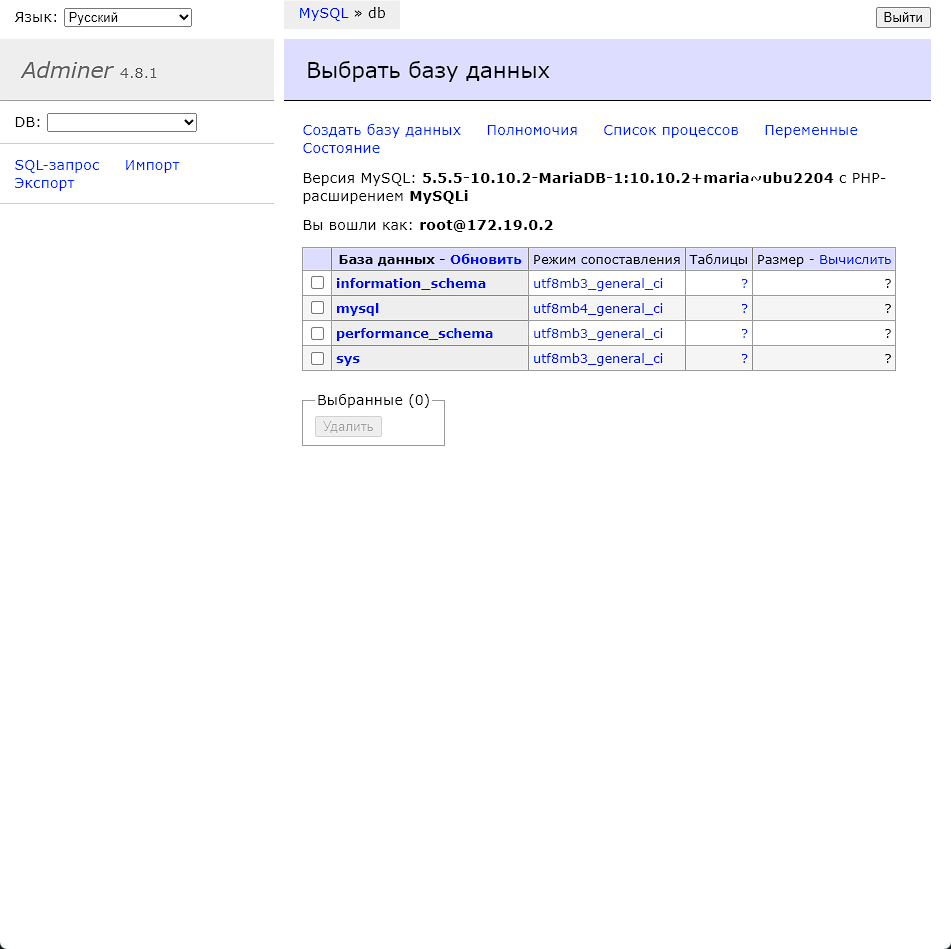 Язык: Русский
MySQL » db
Выйти
Adminer 4.8.1
Выбрать базу данных
DB:
SQL-запрос Импорт
Экспорт
Создать базу данных Полномочия Список процессов Переменные
Состояние
Версия MySQL: 5.5.5-10.10.2-MariaDB-1:10.10.2+maria~ubu2204 с PHP-
расширением MySQLi
Вы вошли как: root@172.19.0.2
База данных - Обновить Режим сопоставления Таблицы Размер - Вычислить
information_schema utf8mb3_general_ci ? ?
mysql utf8mb4_general_ci ? ?
performance_schema utf8mb3_general_ci ? ?
sys utf8mb3_general_ci ? ?
Выбранные (0)
Удалить